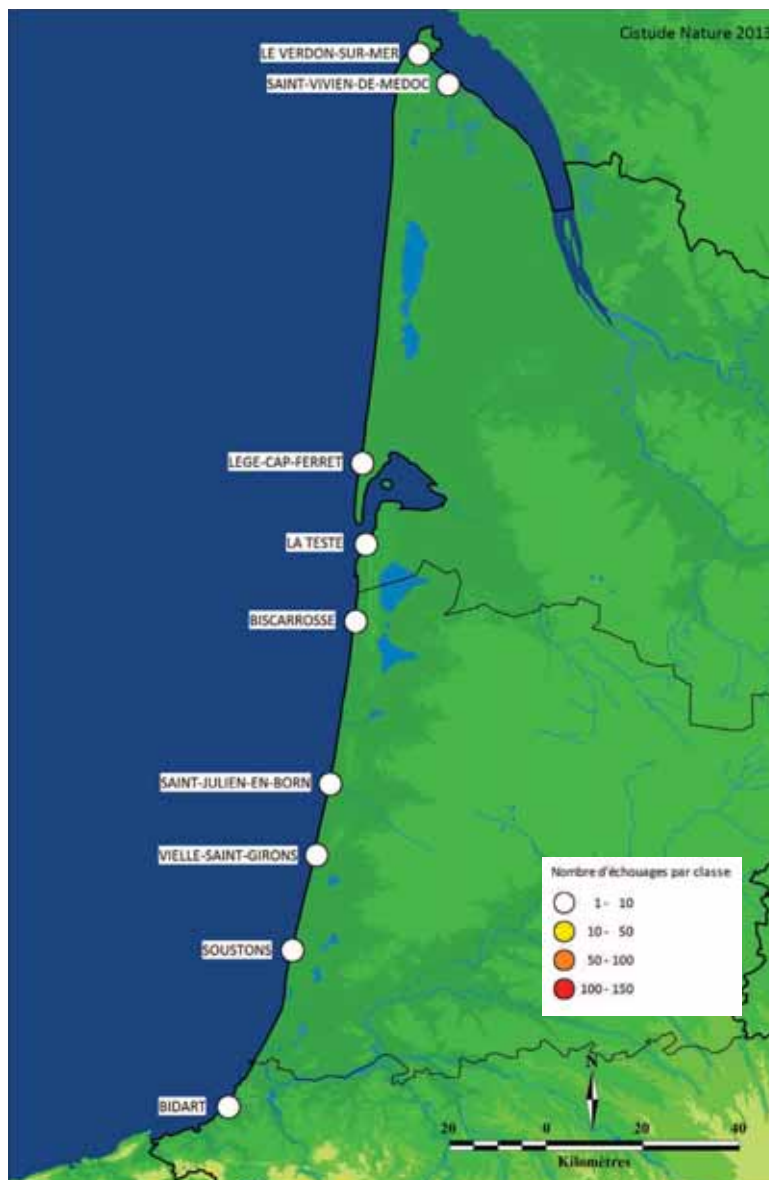 Cistude Nature 2013
LE VERDON-SUR-MER
SAINT-VIVIEN-DE-MEDOC
LEGE-CAP-FERRET
LA TESTE
BISCARROSSE
SAINT-JULIEN-EN-BORN
VIELLE-SAINT-GIRONS
SOUSTONS
BIDART
Nombre d'échouages par classe
1 - 10
10 - 50
50 - 100
100 - 150
N
20 0 20 40
Kilomètres